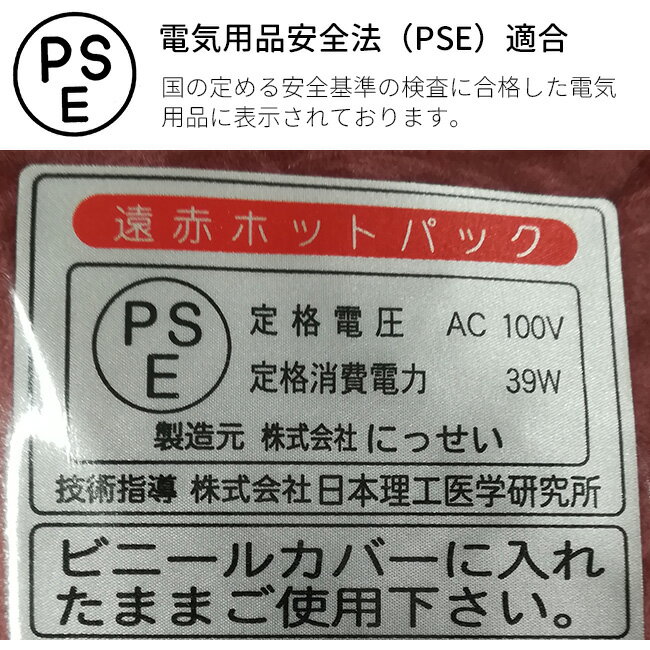 PS
E
電気用品安全法（PSE）適合
国の定める安全基準の検査に合格した電気
用品に表示されております。
遠赤ホットパック
PS
E
定格電圧 AC 100V
定格消費電力 39W
製造元 株式会社 にっせい
技術指導 株式会社日本理工医学研究所
ビニールカバーに入れ
たままご使用下さい。